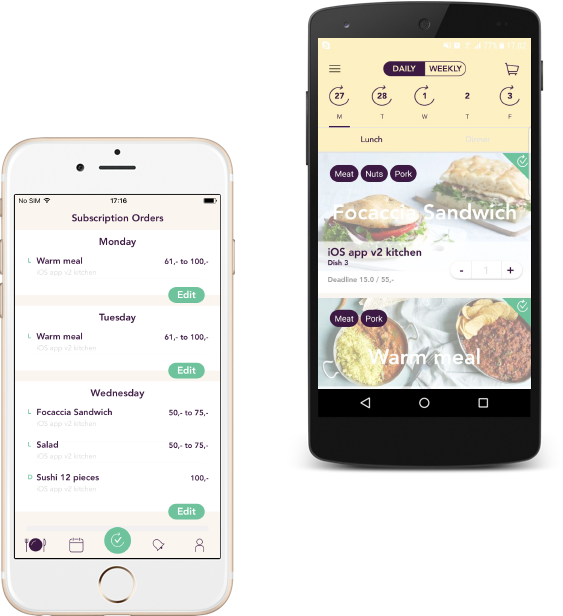 No SIM
17:16
Subscription Orders
Monday
L Warm meal 61,- to 100,-
iOS app v2 kitchen
Edit
Tuesday
L Warm meal 61,- to 100,-
iOS app v2 kitchen
Edit
Wednesday
L Focaccia Sandwich 50,- to 75,-
iOS app v2 kitchen
L Salad 50,- to 75,-
iOS app v2 kitchen
D Sushi 12 pieces 100,-
iOS app v2 kitchen
Edit
DAILY WEEKLY
27 28 1 2 3
M T W T F
Lunch Dinner
Meat Nuts Pork
Focaccia Sandwich
iOS app v2 kitchen
Dish 3
- 1 +
Deadline 15.0 / 55,-
Meat Pork
Warm meal